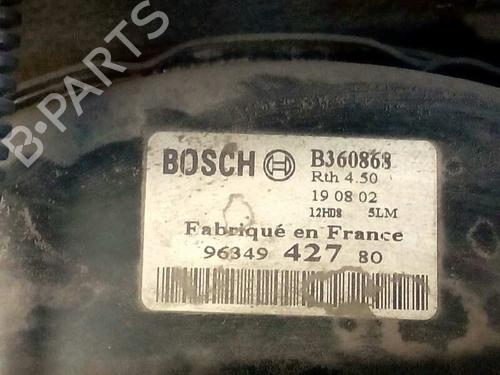 B-PARTS
BOSCH B360868
Rth 4.50
19 08 02
12HD8 5LM
Fabriqué en France
96349 427 80